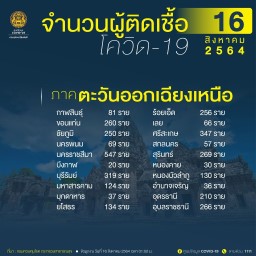 จำนวนผู้ติดเชื้อ
โควิด-19
16
สิงหาคม
2564
ภาคตะวันออกเฉียงเหนือ
กาฬสินธุ์ 81 ราย
ขอนแก่น 260 ราย
ชัยภูมิ 250 ราย
นครพนม 69 ราย
นครราชสีมา 547 ราย
บึงกาฬ 20 ราย
บุรีรัมย์ 319 ราย
มหาสารคาม 124 ราย
มุกดาหาร 37 ราย
ยโสธร 134 ราย
ร้อยเอ็ด 256 ราย
เลย 66 ราย
ศรีสะเกษ 347 ราย
สกลนคร 57 ราย
สุรินทร์ 269 ราย
หนองคาย 30 ราย
หนองบัวลำภู 130 ราย
อำนาจเจริญ 36 ราย
อุดรธานี 210 ราย
อุบลราชธานี 266 ราย